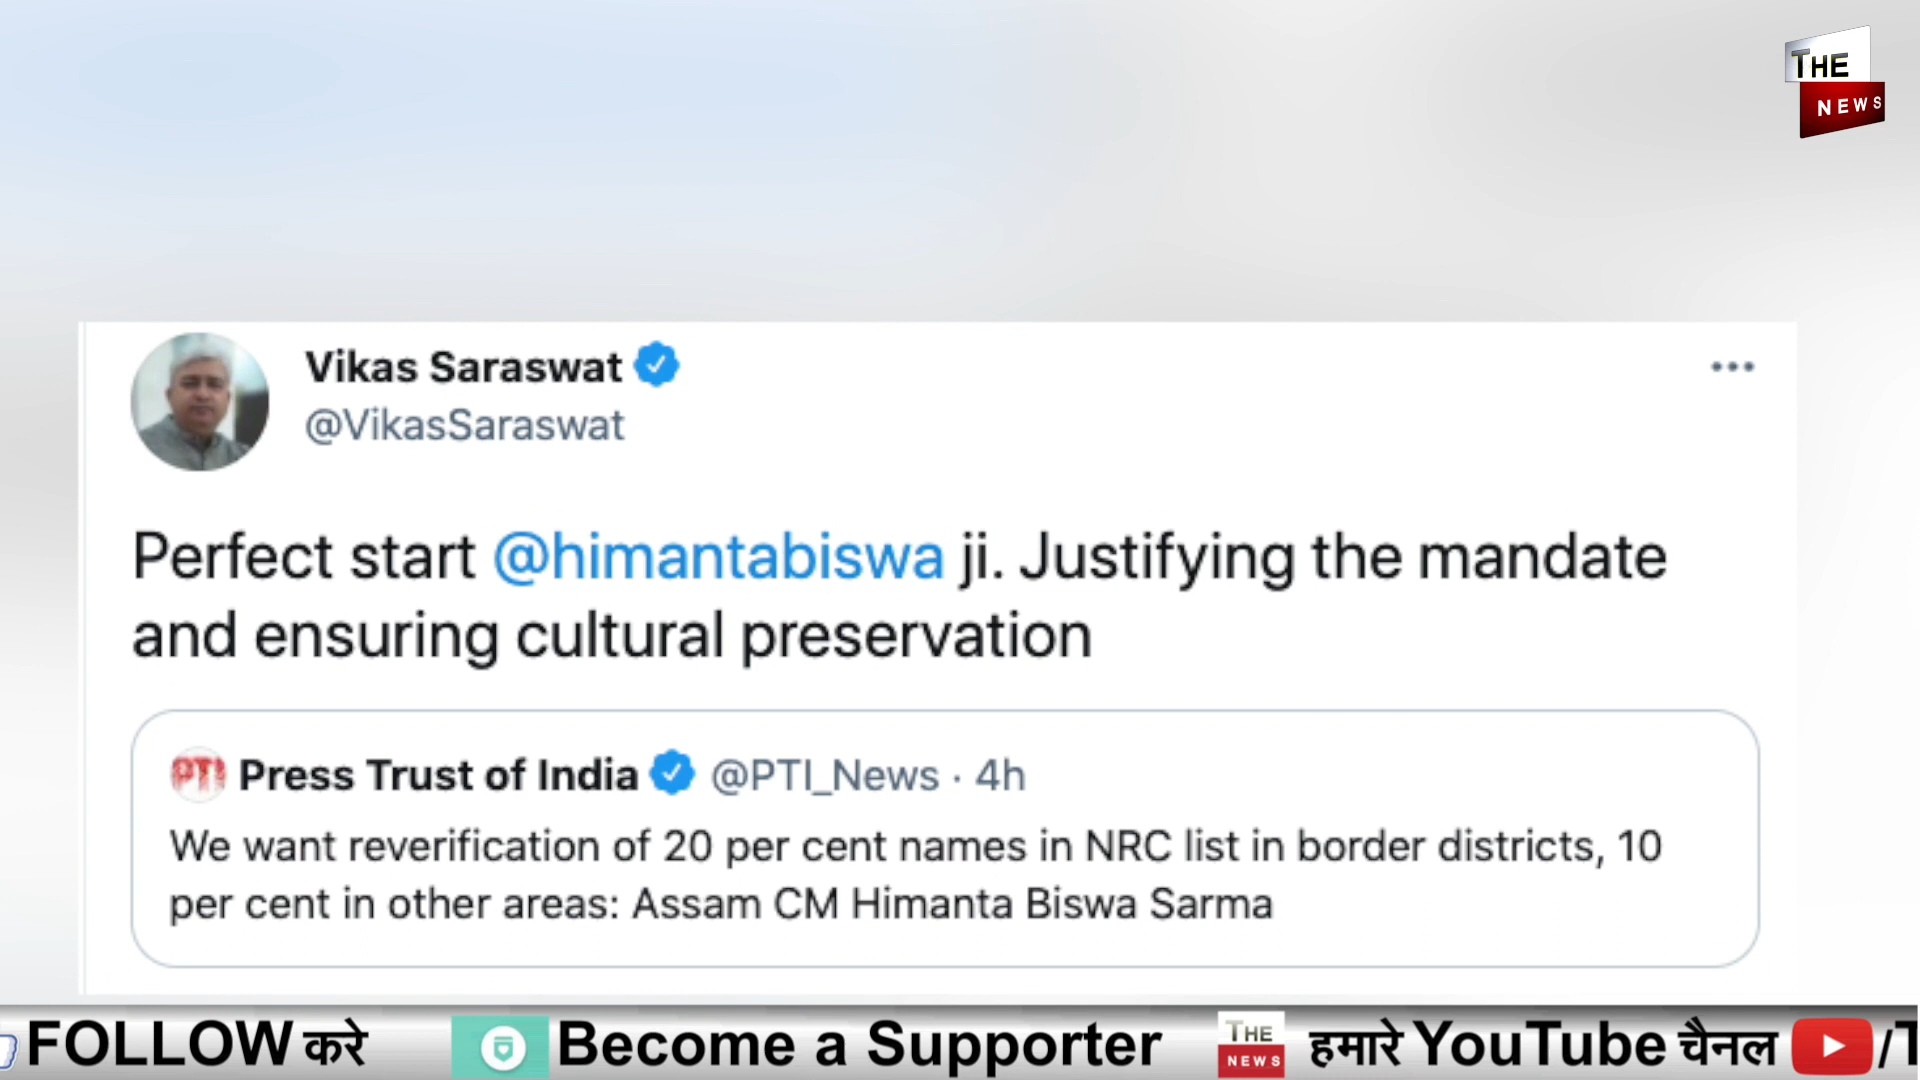 THE
NEWS
Vikas Saraswat
@VikasSaraswat
Perfect start @himantabiswa ji. Justifying the mandate
and ensuring cultural preservation
PTI Press Trust of India @PTI_News · 4h
We want reverification of 20 per cent names in NRC list in border districts, 10
per cent in other areas: Assam CM Himanta Biswa Sarma
FOLLOW करे Become a Supporter THE NEWS हमारे YouTube चैनल /T